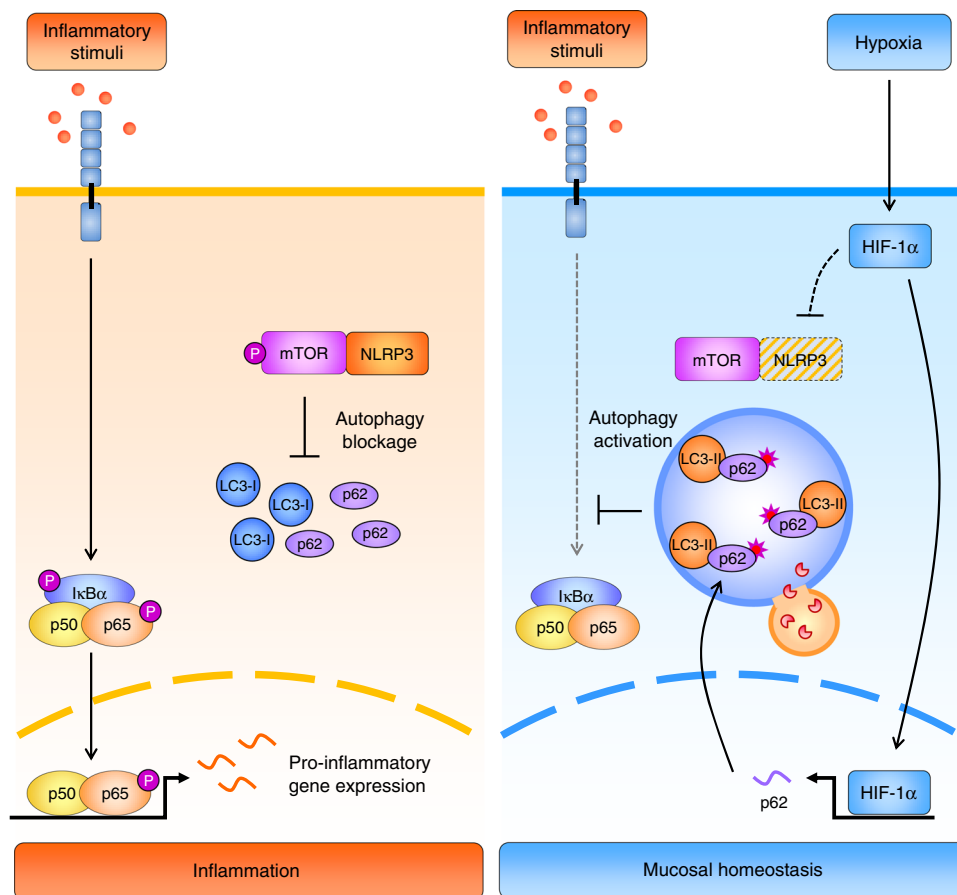 Inflammatory
stimuli
P
mTOR
NLRP3
Autophagy
blockage
LC3-I
LC3-I
LC3-I
p62
p62
p62
P
IκBα
p50
p65
P
p50
p65
P
Pro-inflammatory
gene expression
Inflammation
Inflammatory
stimuli
Hypoxia
HIF-1α
mTOR
NLRP3
Autophagy
activation
LC3-II
p62
LC3-II
p62
LC3-II
p62
IκBα
p50
p65
p62
HIF-1α
Mucosal homeostasis